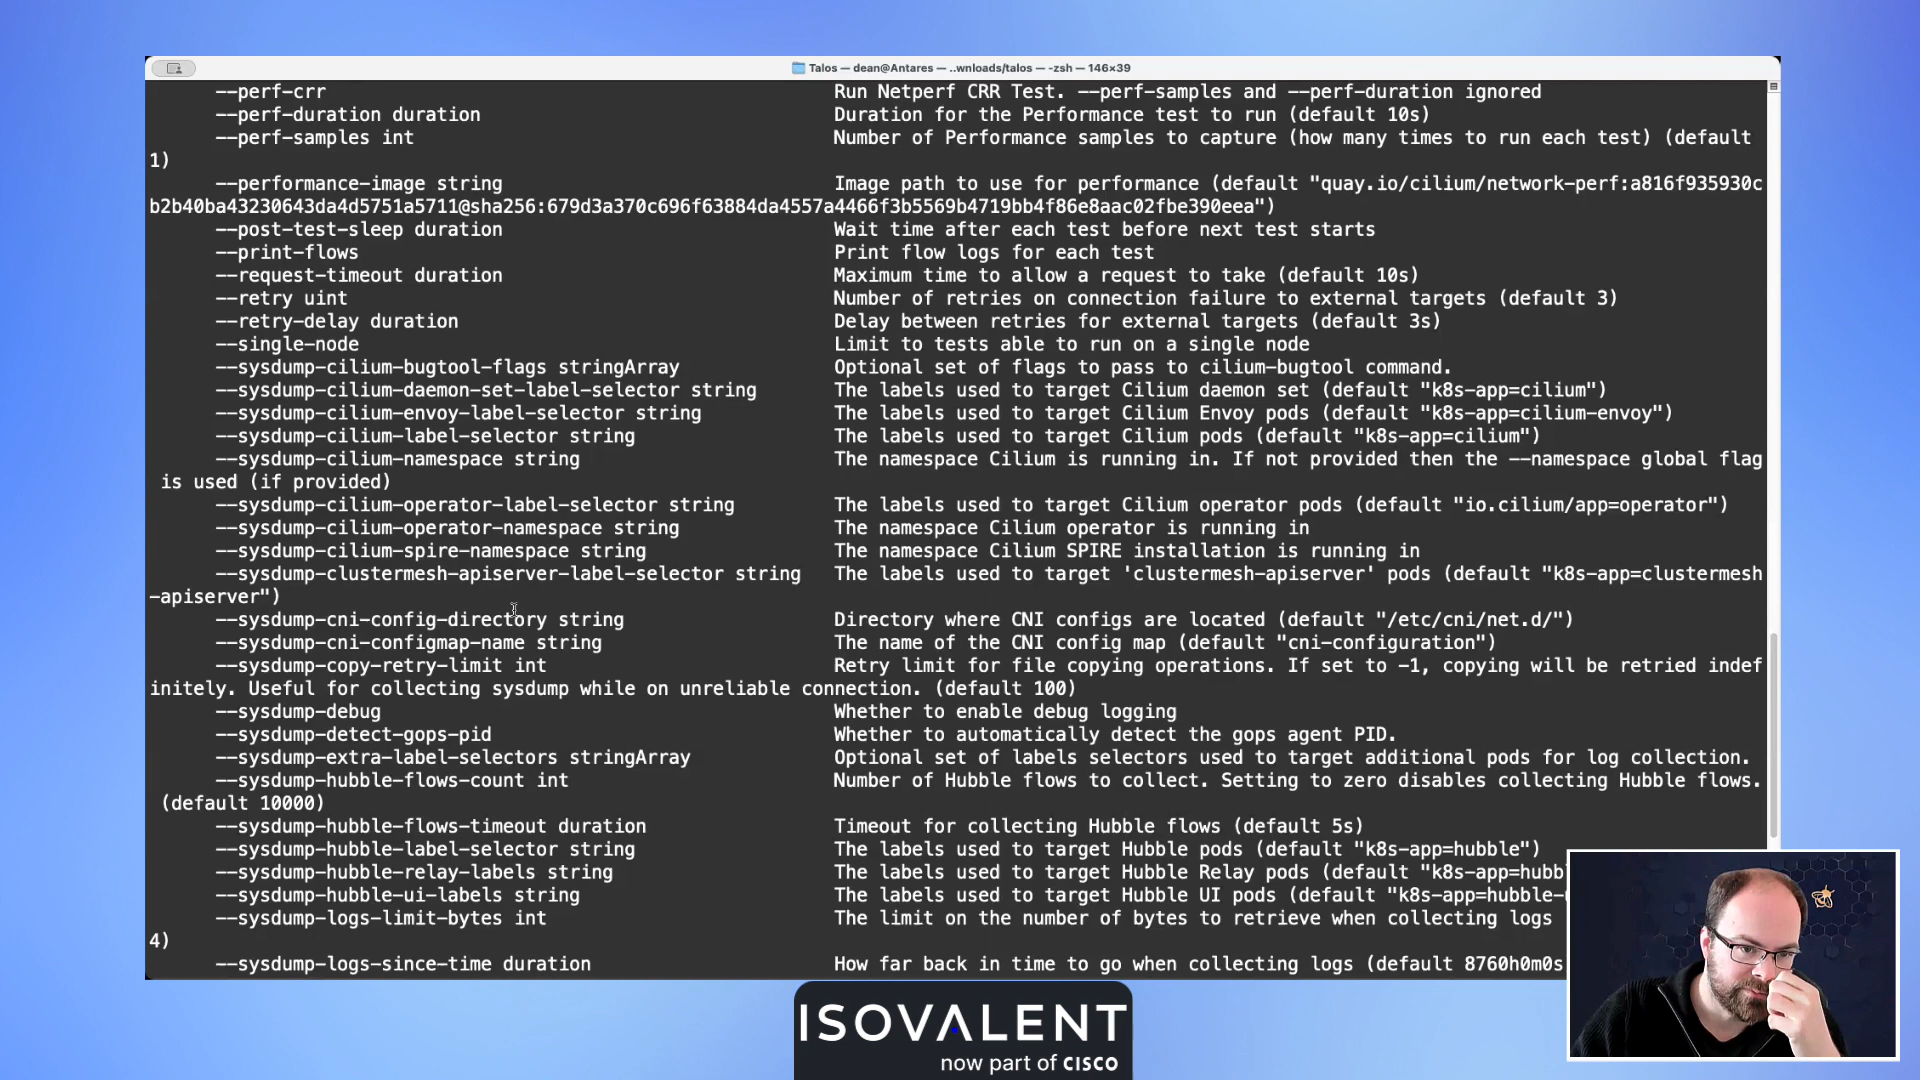 Talos — dean@Antares — ..wnloads/talos — -zsh — 146×39
--perf-crr Run Netperf CRR Test. --perf-samples and --perf-duration ignored
--perf-duration duration Duration for the Performance test to run (default 10s)
--perf-samples int Number of Performance samples to capture (how many times to run each test) (default
1)
--performance-image string Image path to use for performance (default "quay.io/cilium/network-perf:a816f935930c
b2b40ba43230643da4d5751a5711@sha256:679d3a370c696f63884da4557a4466f3b5569b4719bb4f86e8aac02fbe390eea")
--post-test-sleep duration Wait time after each test before next test starts
--print-flows Print flow logs for each test
--request-timeout duration Maximum time to allow a request to take (default 10s)
--retry uint Number of retries on connection failure to external targets (default 3)
--retry-delay duration Delay between retries for external targets (default 3s)
--single-node Limit to tests able to run on a single node
--sysdump-cilium-bugtool-flags stringArray Optional set of flags to pass to cilium-bugtool command.
--sysdump-cilium-daemon-set-label-selector string The labels used to target Cilium daemon set (default "k8s-app=cilium")
--sysdump-cilium-envoy-label-selector string The labels used to target Cilium Envoy pods (default "k8s-app=cilium-envoy")
--sysdump-cilium-label-selector string The labels used to target Cilium pods (default "k8s-app=cilium")
--sysdump-cilium-namespace string The namespace Cilium is running in. If not provided then the --namespace global flag
is used (if provided)
--sysdump-cilium-operator-label-selector string The labels used to target Cilium operator pods (default "io.cilium/app=operator")
--sysdump-cilium-operator-namespace string The namespace Cilium operator is running in
--sysdump-cilium-spire-namespace string The namespace Cilium SPIRE installation is running in
--sysdump-clustermesh-apiserver-label-selector string The labels used to target 'clustermesh-apiserver' pods (default "k8s-app=clustermesh
-apiserver")
--sysdump-cni-config-directory string Directory where CNI configs are located (default "/etc/cni/net.d/")
--sysdump-cni-configmap-name string The name of the CNI config map (default "cni-configuration")
--sysdump-copy-retry-limit int Retry limit for file copying operations. If set to -1, copying will be retried indef
initely. Useful for collecting sysdump while on unreliable connection. (default 100)
--sysdump-debug Whether to enable debug logging
--sysdump-detect-gops-pid Whether to automatically detect the gops agent PID.
--sysdump-extra-label-selectors stringArray Optional set of labels selectors used to target additional pods for log collection.
--sysdump-hubble-flows-count int Number of Hubble flows to collect. Setting to zero disables collecting Hubble flows.
(default 10000)
--sysdump-hubble-flows-timeout duration Timeout for collecting Hubble flows (default 5s)
--sysdump-hubble-label-selector string The labels used to target Hubble pods (default "k8s-app=hubble")
--sysdump-hubble-relay-labels string The labels used to target Hubble Relay pods (default "k8s-app=hubb
--sysdump-hubble-ui-labels string The labels used to target Hubble UI pods (default "k8s-app=hubble-
--sysdump-logs-limit-bytes int The limit on the number of bytes to retrieve when collecting logs
4)
--sysdump-logs-since-time duration How far back in time to go when collecting logs (default 8760h0m0s
ISOVALENT
now part of CISCO